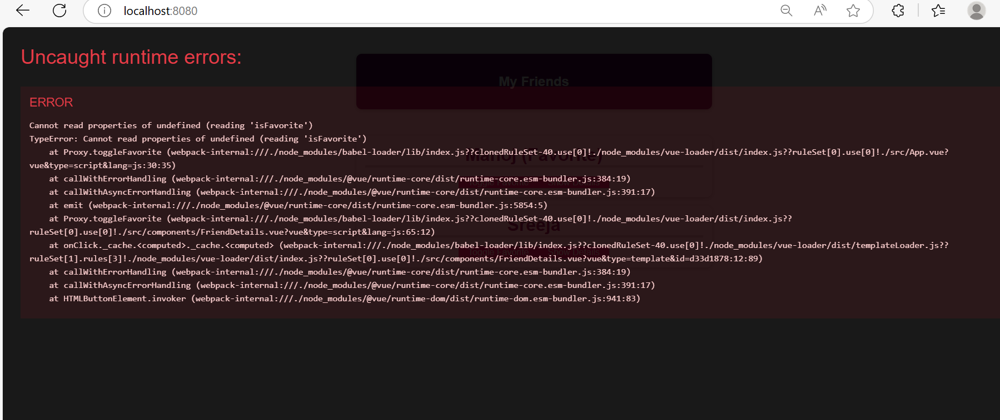 localhost:8080
Uncaught runtime errors:
My Friends
ERROR
Cannot read properties of undefined (reading 'isFavorite')
TypeError: Cannot read properties of undefined (reading 'isFavorite')
at Proxy.toggleFavorite (webpack-internal:///./node_modules/babel-loader/lib/index.js??clonedRuleSet-40.use[0]!./node_modules/vue-loader/dist/index.js??ruleSet[0].use[0]!./src/App.vue?
vue&type=script&lang=js:30:35)
Manoj (Favorite)
at callWithErrorHandling (webpack-internal:///./node_modules/@vue/runtime-core/dist/runtime-core.esm-bundler.js:384:19)
Toggle Favorite Show Details
at callWithAsyncErrorHandling (webpack-internal:///./node_modules/@vue/runtime-core/dist/runtime-core.esm-bundler.js:391:17)
at emit (webpack-internal:///./node_modules/@vue/runtime-core/dist/runtime-core.esm-bundler.js:5854:5)
at Proxy.toggleFavorite (webpack-internal:///./node_modules/babel-loader/lib/index.js??clonedRuleSet-40.use[0]!./node_modules/vue-loader/dist/index.js??
ruleSet[0].use[0]!./src/components/FriendDetails.vue?vue&type=script&lang=js:65:12)
Sreeja
at onClick._cache.<computed>._cache.<computed> (webpack-internal:///./node_modules/babel-loader/lib/index.js??clonedRuleSet-40.use[0]!./node_modules/vue-loader/dist/templateLoader.js??
ruleSet[1].rules[3]!./node_modules/vue-loader/dist/index.js??ruleSet[0].use[0]!./src/components/FriendDetails.vue?vue&type=template&id=d33d1878:12:89)
Toggle Favorite Show Details
at callWithErrorHandling (webpack-internal:///./node_modules/@vue/runtime-core/dist/runtime-core.esm-bundler.js:384:19)
at callWithAsyncErrorHandling (webpack-internal:///./node_modules/@vue/runtime-core/dist/runtime-core.esm-bundler.js:391:17)
at HTMLButtonElement.invoker (webpack-internal:///./node_modules/@vue/runtime-dom/dist/runtime-dom.esm-bundler.js:941:83)